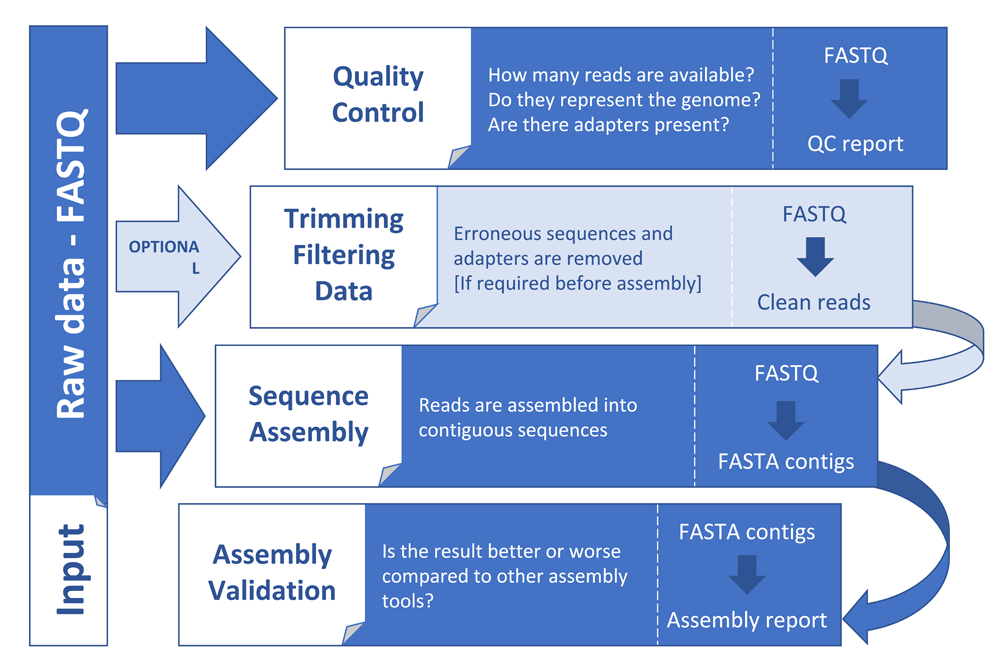 Raw data - FASTQ
Input
Quality
Control
How many reads are available?
Do they represent the genome?
Are there adapters present?
FASTQ
QC report
OPTIONA
L
Trimming
Filtering
Data
Erroneous sequences and
adapters are removed
[If required before assembly]
FASTQ
Clean reads
Sequence
Assembly
Reads are assembled into
contiguous sequences
FASTQ
FASTA contigs
Assembly
Validation
Is the result better or worse
compared to other assembly
tools?
FASTA contigs
Assembly report